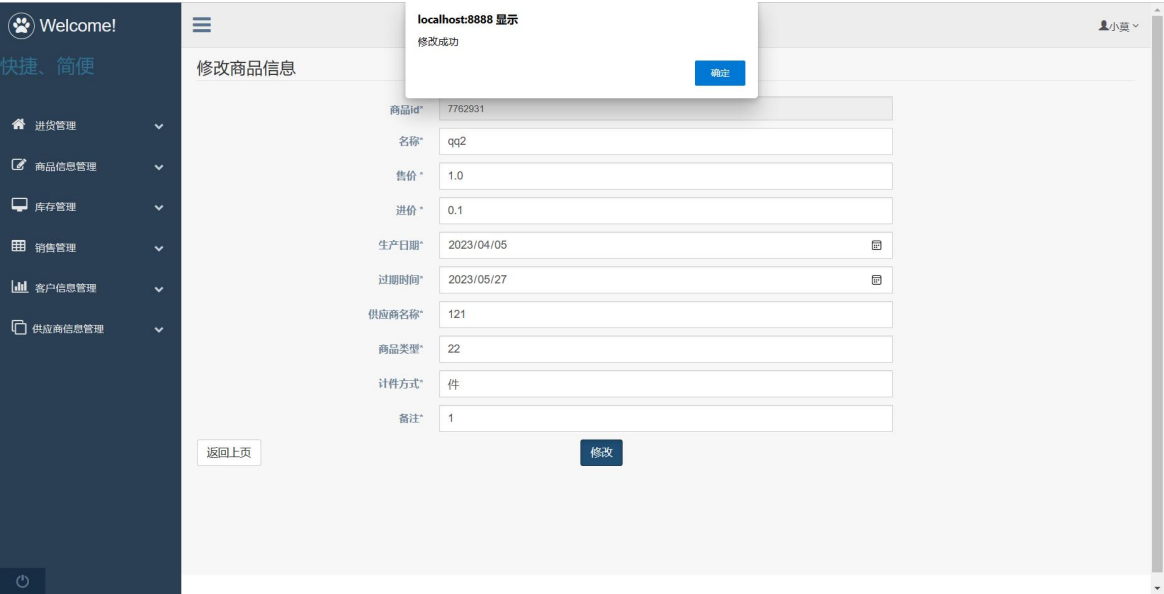 Welcome!
快捷、简便
进货管理
商品信息管理
库存管理
销售管理
客户信息管理
供应商信息管理
localhost:8888 显示
修改成功
确定
小莫
修改商品信息
商品id* 7762931
名称* qq2
售价 * 1.0
进价 * 0.1
生产日期* 2023/04/05
过期时间* 2023/05/27
供应商名称* 121
商品类型* 22
计件方式* 件
备注* 1
返回上页
修改